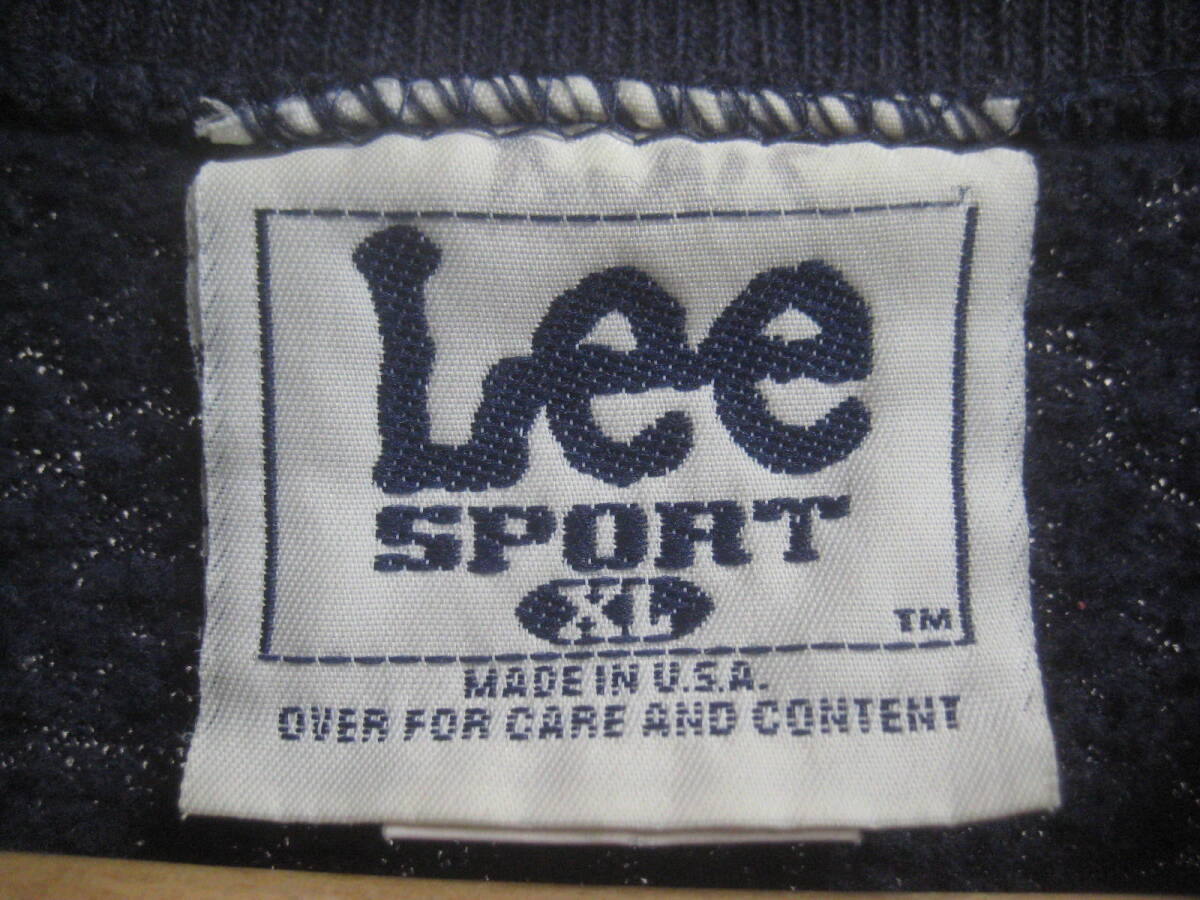 Lee
SPORT
XL
TM
MADE IN U.S.A.
OVER FOR CARE AND CONTENT